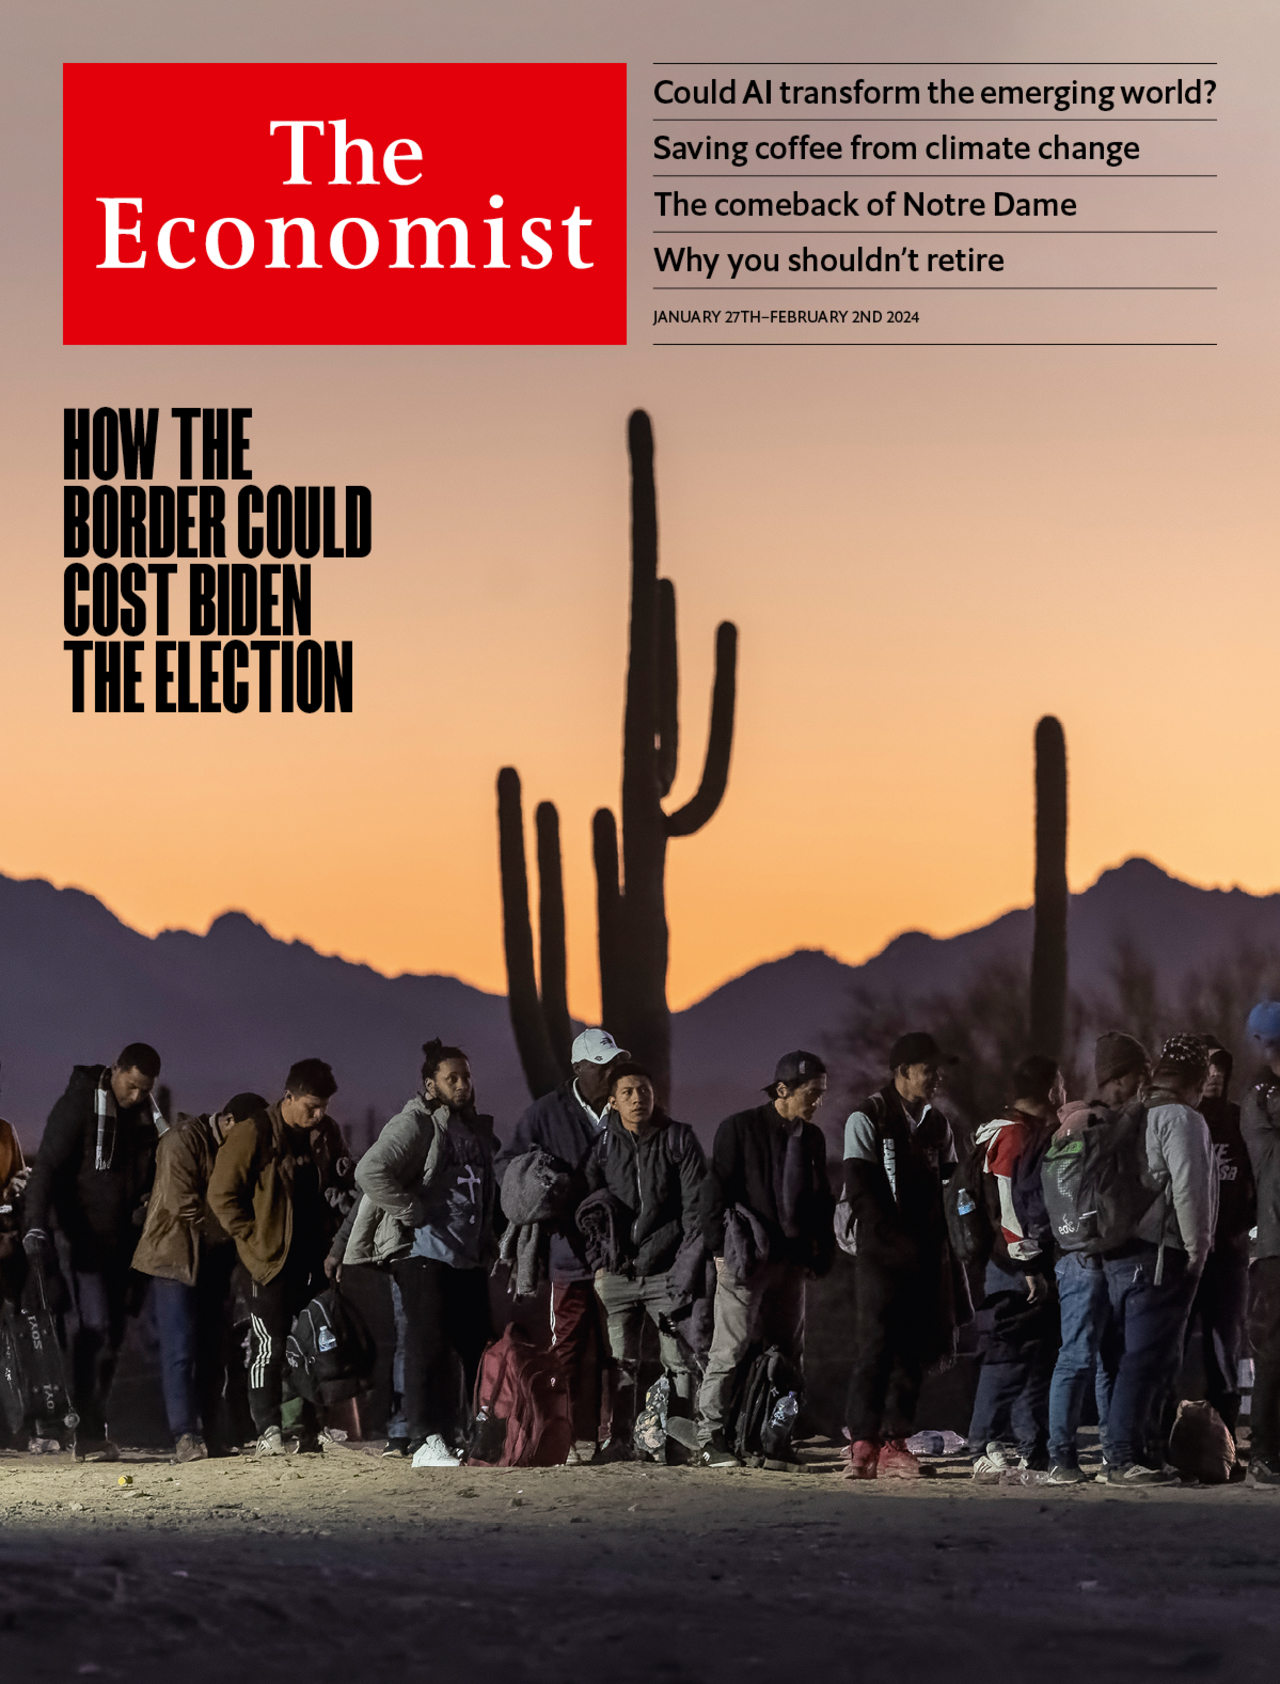 The
Economist
Could AI transform the emerging world?
Saving coffee from climate change
The comeback of Notre Dame
Why you shouldn't retire
JANUARY 27TH–FEBRUARY 2ND 2024
HOW THE
BORDER COULD
COST BIDEN
THE ELECTION